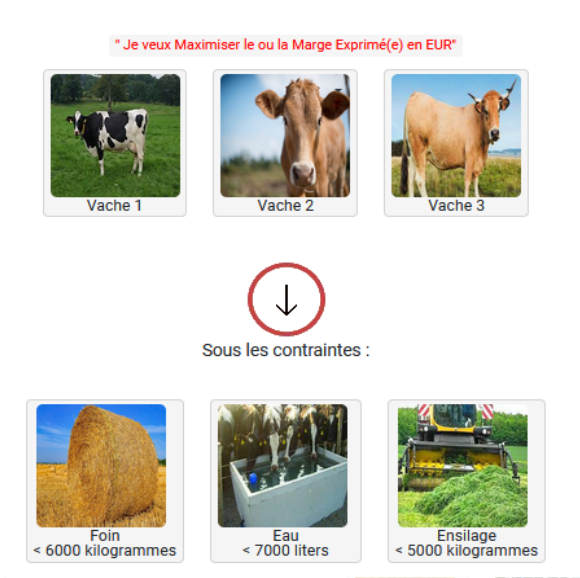 " Je veux Maximiser le ou la Marge Exprimé(e) en EUR"
Vache 1
Vache 2
Vache 3
Sous les contraintes :
Foin
< 6000 kilogrammes
Eau
< 7000 liters
Ensilage
< 5000 kilogrammes